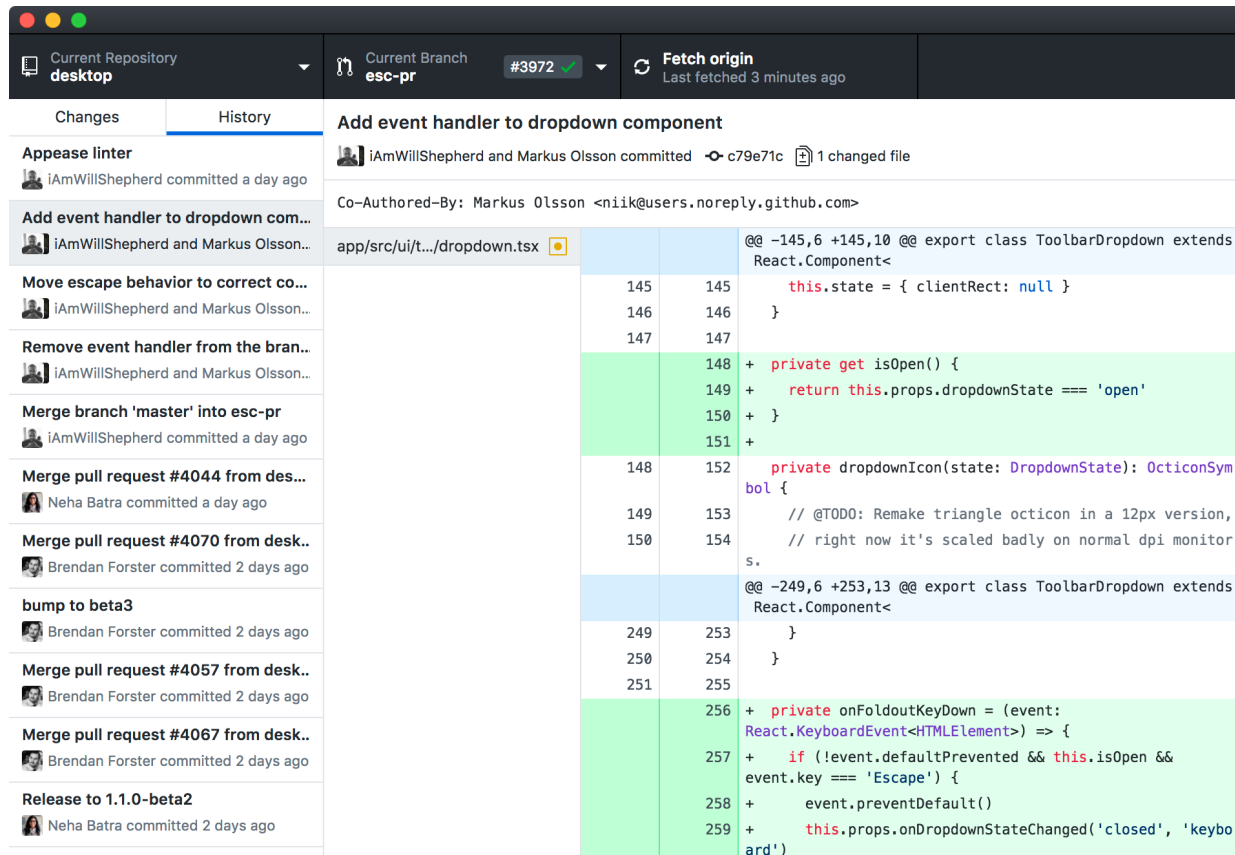 Current Repository
desktop
Current Branch
esc-pr
#3972
Fetch origin
Last fetched 3 minutes ago
Changes
History
Appease linter
iAmWillShepherd committed a day ago
Add event handler to dropdown com...
iAmWillShepherd and Markus Olsson...
Move escape behavior to correct co...
iAmWillShepherd and Markus Olsson...
Remove event handler from the bran...
iAmWillShepherd and Markus Olsson...
Merge branch 'master' into esc-pr
iAmWillShepherd committed a day ago
Merge pull request #4044 from des...
Neha Batra committed a day ago
Merge pull request #4070 from desk...
Brendan Forster committed 2 days ago
bump to beta3
Brendan Forster committed 2 days ago
Merge pull request #4057 from desk...
Brendan Forster committed 2 days ago
Merge pull request #4067 from desk...
Brendan Forster committed 2 days ago
Release to 1.1.0-beta2
Neha Batra committed 2 days ago
Add event handler to dropdown component
iAmWillShepherd and Markus Olsson committed c79e71c 1 changed file
Co-Authored-By: Markus Olsson <niik@users.noreply.github.com>
app/src/ui/t.../dropdown.tsx
@@ -145,6 +145,10 @@ export class ToolbarDropdown extends
React.Component<
145 145 this.state = { clientRect: null }
146 146 }
147 147
148 + private get isOpen() {
149 + return this.props.dropdownState === 'open'
150 + }
151 +
148 152 private dropdownIcon(state: DropdownState): OcticonSym
bol {
149 153 // @TODO: Remake triangle octicon in a 12px version,
150 154 // right now it's scaled badly on normal dpi monitor
s.
@@ -249,6 +253,13 @@ export class ToolbarDropdown extends
React.Component<
249 253 }
250 254 }
251 255
256 + private onFoldoutKeyDown = (event:
React.KeyboardEvent<HTMLElement>) => {
257 + if (!event.defaultPrevented && this.isOpen &&
event.key === 'Escape') {
258 + event.preventDefault()
259 + this.props.onDropdownStateChanged('closed', 'keybo
ard')